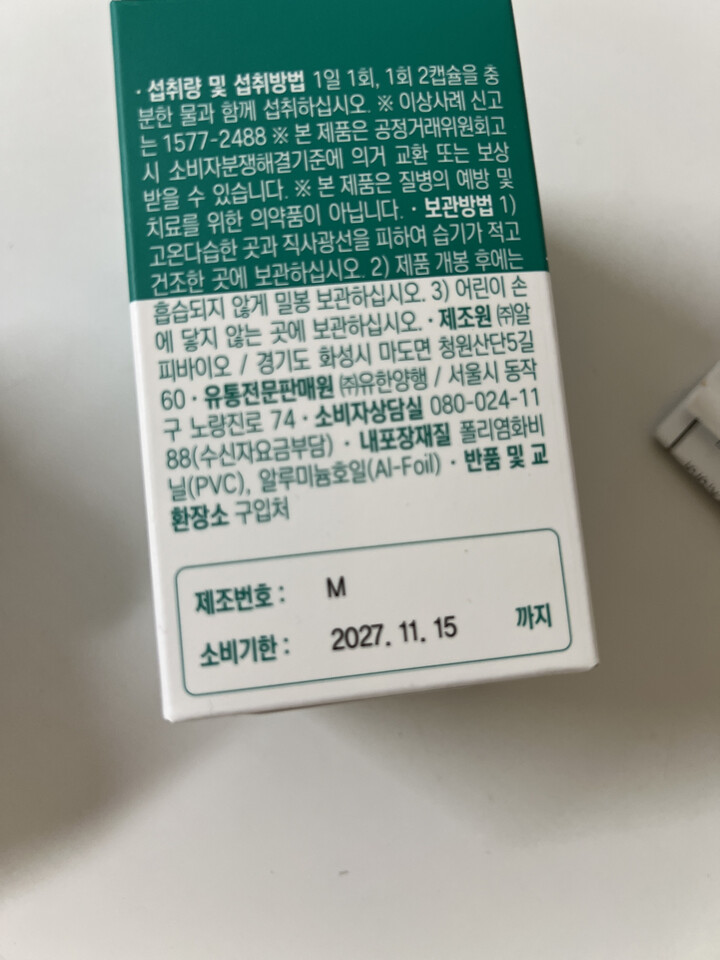 · 섭취량 및 섭취방법 1일 1회, 1회 2캡슐을 충
분한 물과 함께 섭취하십시오. ※ 이상사례 신고
는 1577-2488 ※ 본 제품은 공정거래위원회고
시 소비자분쟁해결기준에 의거 교환 또는 보상
받을 수 있습니다. ※ 본 제품은 질병의 예방 및
치료를 위한 의약품이 아닙니다. · 보관방법 1)
고온다습한 곳과 직사광선을 피하여 습기가 적고
건조한 곳에 보관하십시오. 2) 제품 개봉 후에는
흡습되지 않게 밀봉 보관하십시오. 3) 어린이 손
에 닿지 않는 곳에 보관하십시오. · 제조원 ㈜알
피바이오 / 경기도 화성시 마도면 청원산단5길
60 · 유통전문판매원 ㈜유한양행 / 서울시 동작
구 노량진로 74 · 소비자상담실 080-024-11
88(수신자요금부담) · 내포장재질 폴리염화비
닐(PVC), 알루미늄호일(Al-Foil) · 반품 및 교
환장소 구입처
제조번호 : M
소비기한 : 2027. 11. 15 까지